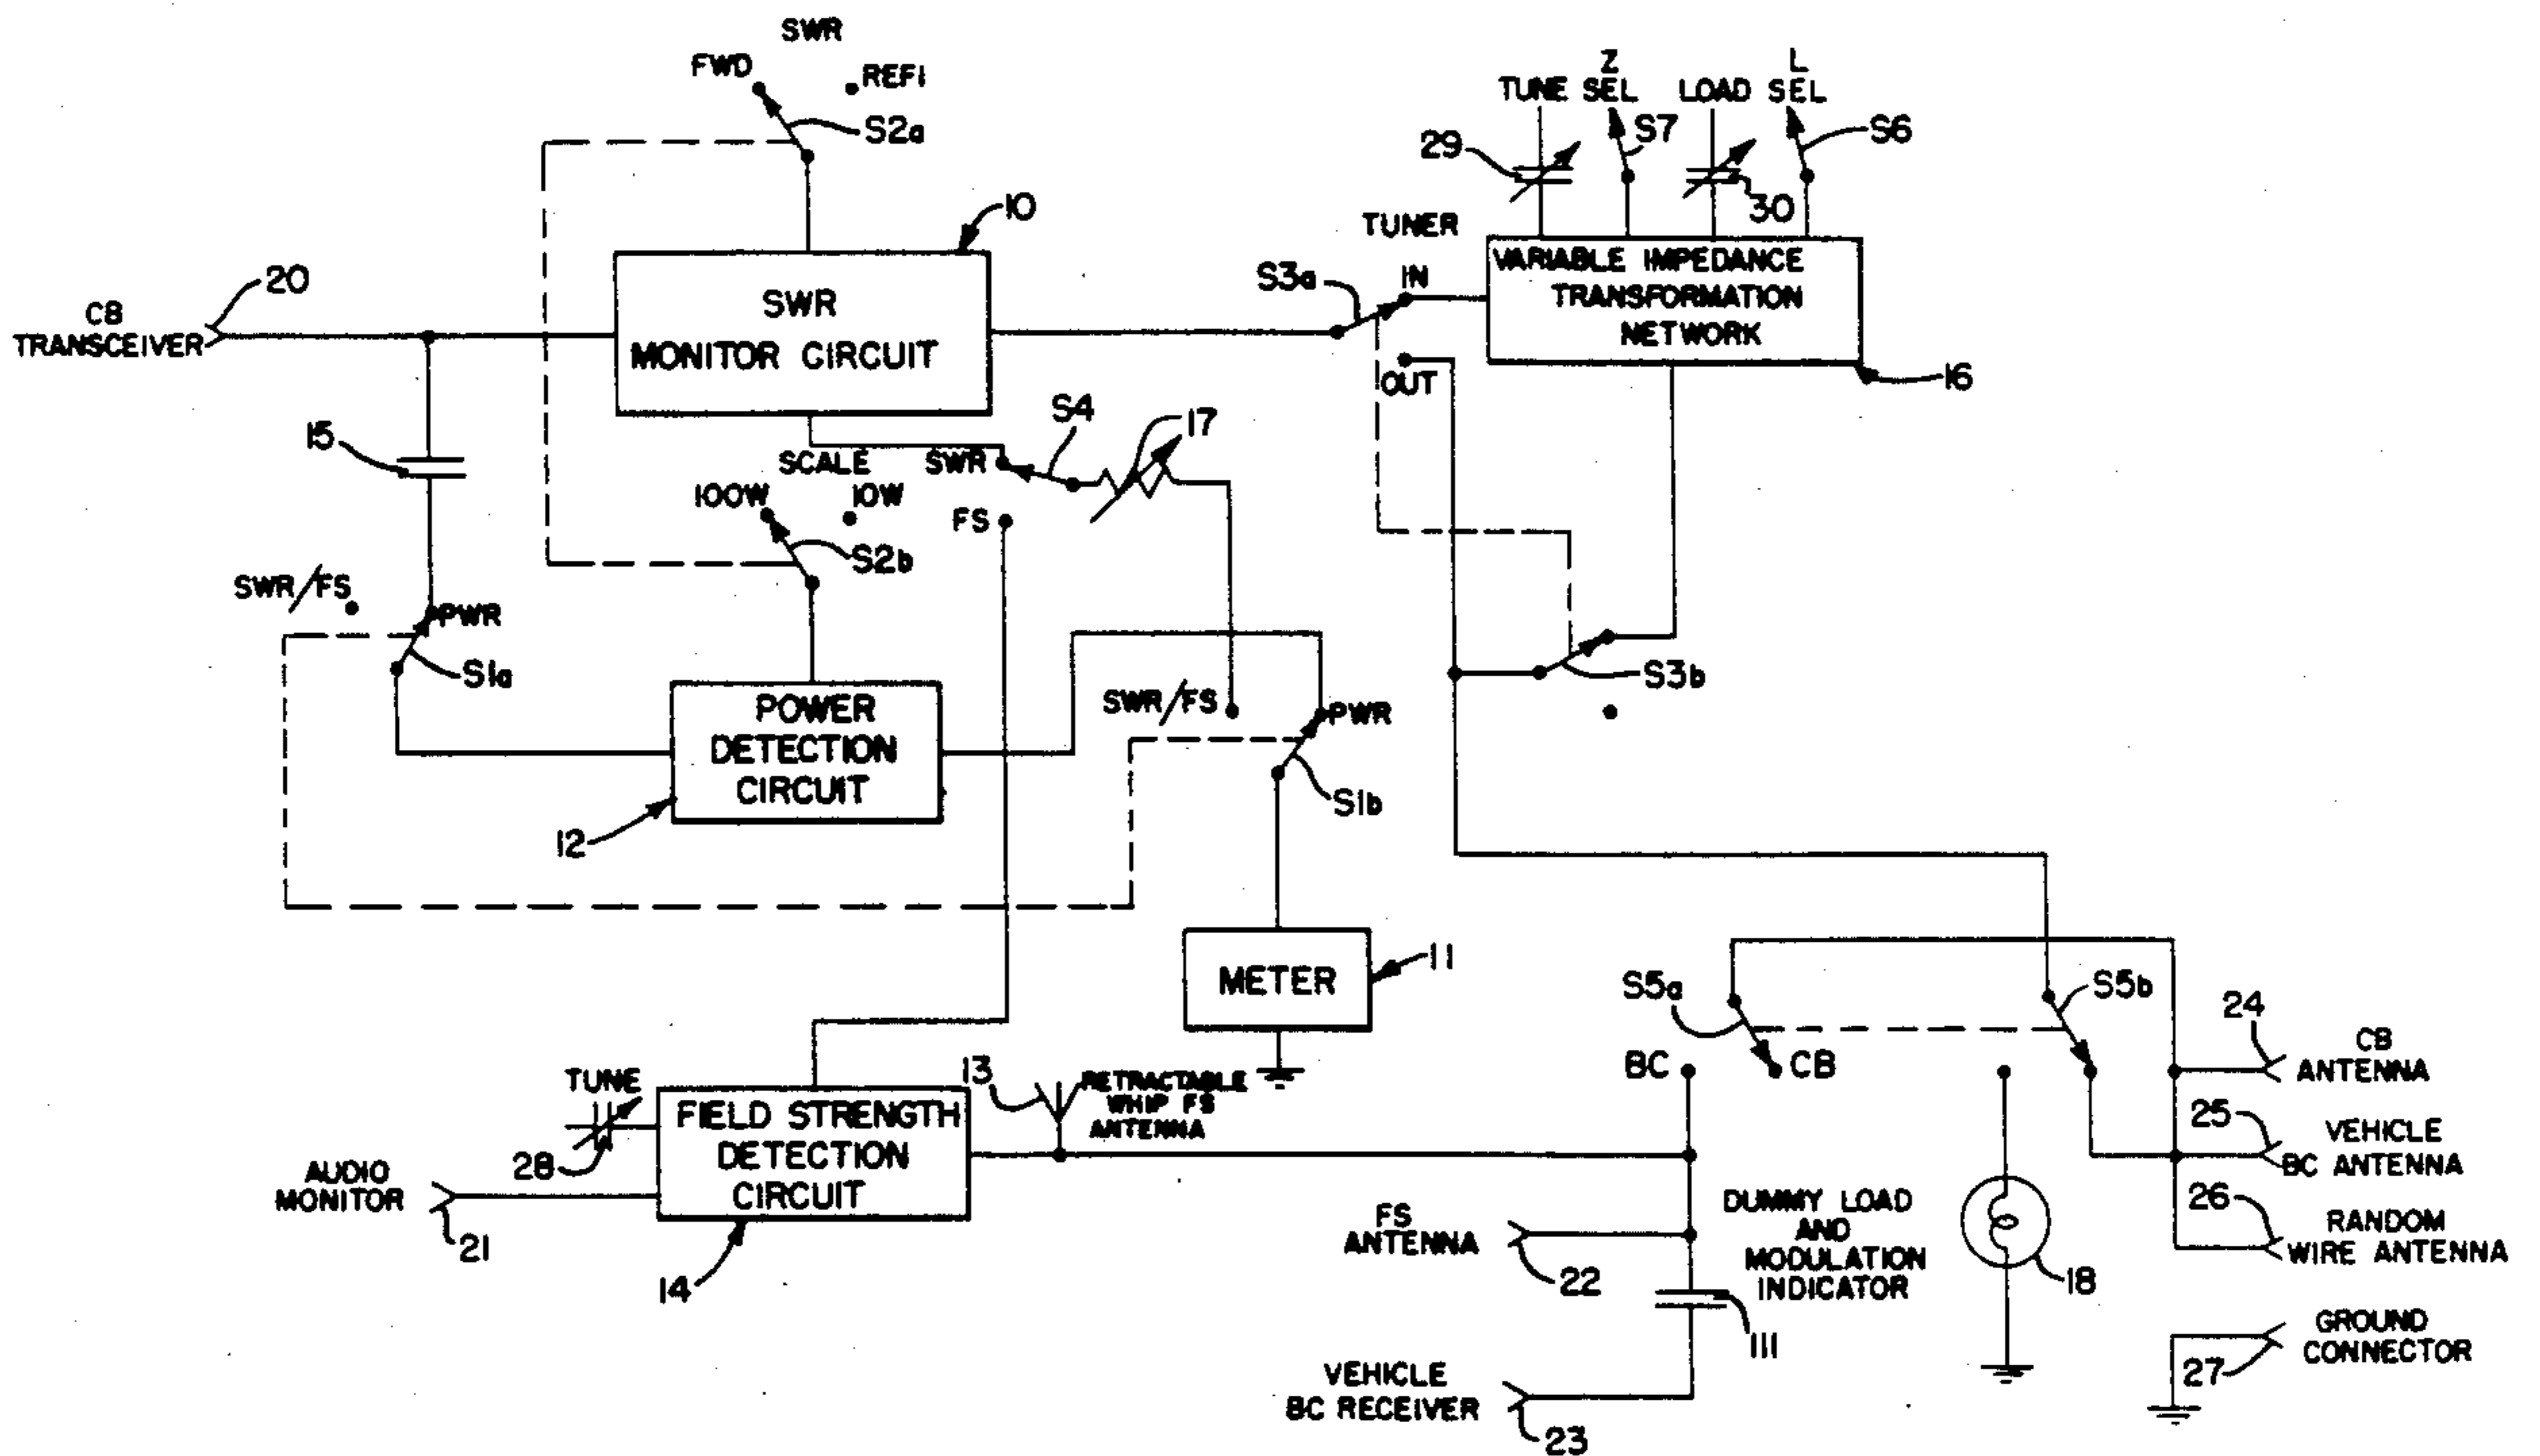 SWR
FWD
REFl
S2a
TUNE
Z
SEL
LOAD
L
SEL
29
S7
30
S6
10
20
CB
TRANSCEIVER
SWR
MONITOR CIRCUIT
TUNER
S3a
IN
OUT
VARIABLE IMPEDANCE
TRANSFORMATION
NETWORK
16
15
SCALE
100W
10W
S2b
SWR
S4
17
FS
SWR/FS
PWR
S1a
POWER
DETECTION
CIRCUIT
12
SWR/FS
PWR
S1b
S3b
METER
11
S5a
S5b
BC
CB
24
CB
ANTENNA
25
VEHICLE
BC ANTENNA
26
RANDOM
WIRE ANTENNA
GROUND
CONNECTOR
27
TUNE
28
FIELD STRENGTH
DETECTION
CIRCUIT
14
13
RETRACTABLE
WHIP FS
ANTENNA
AUDIO
MONITOR
21
FS
ANTENNA
22
DUMMY LOAD
AND
MODULATION
INDICATOR
18
111
VEHICLE
BC RECEIVER
23